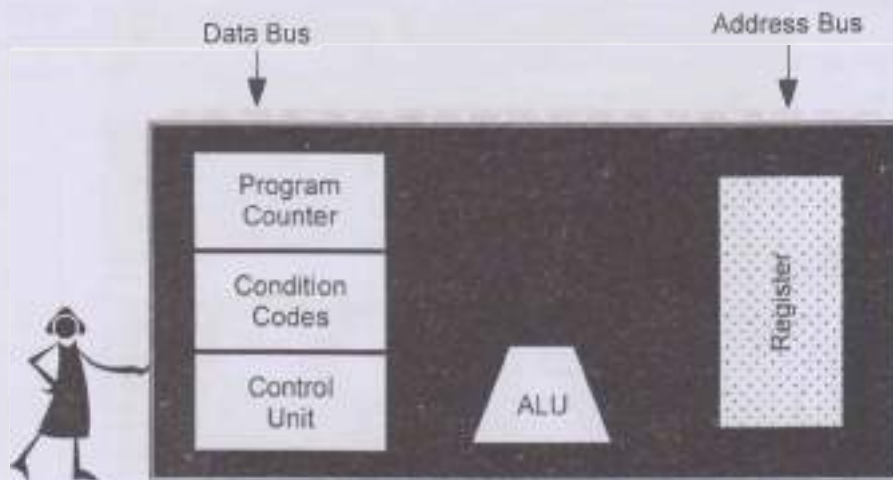 Data Bus
Address Bus
Program
Counter
Condition
Codes
Control
Unit
ALU
Register